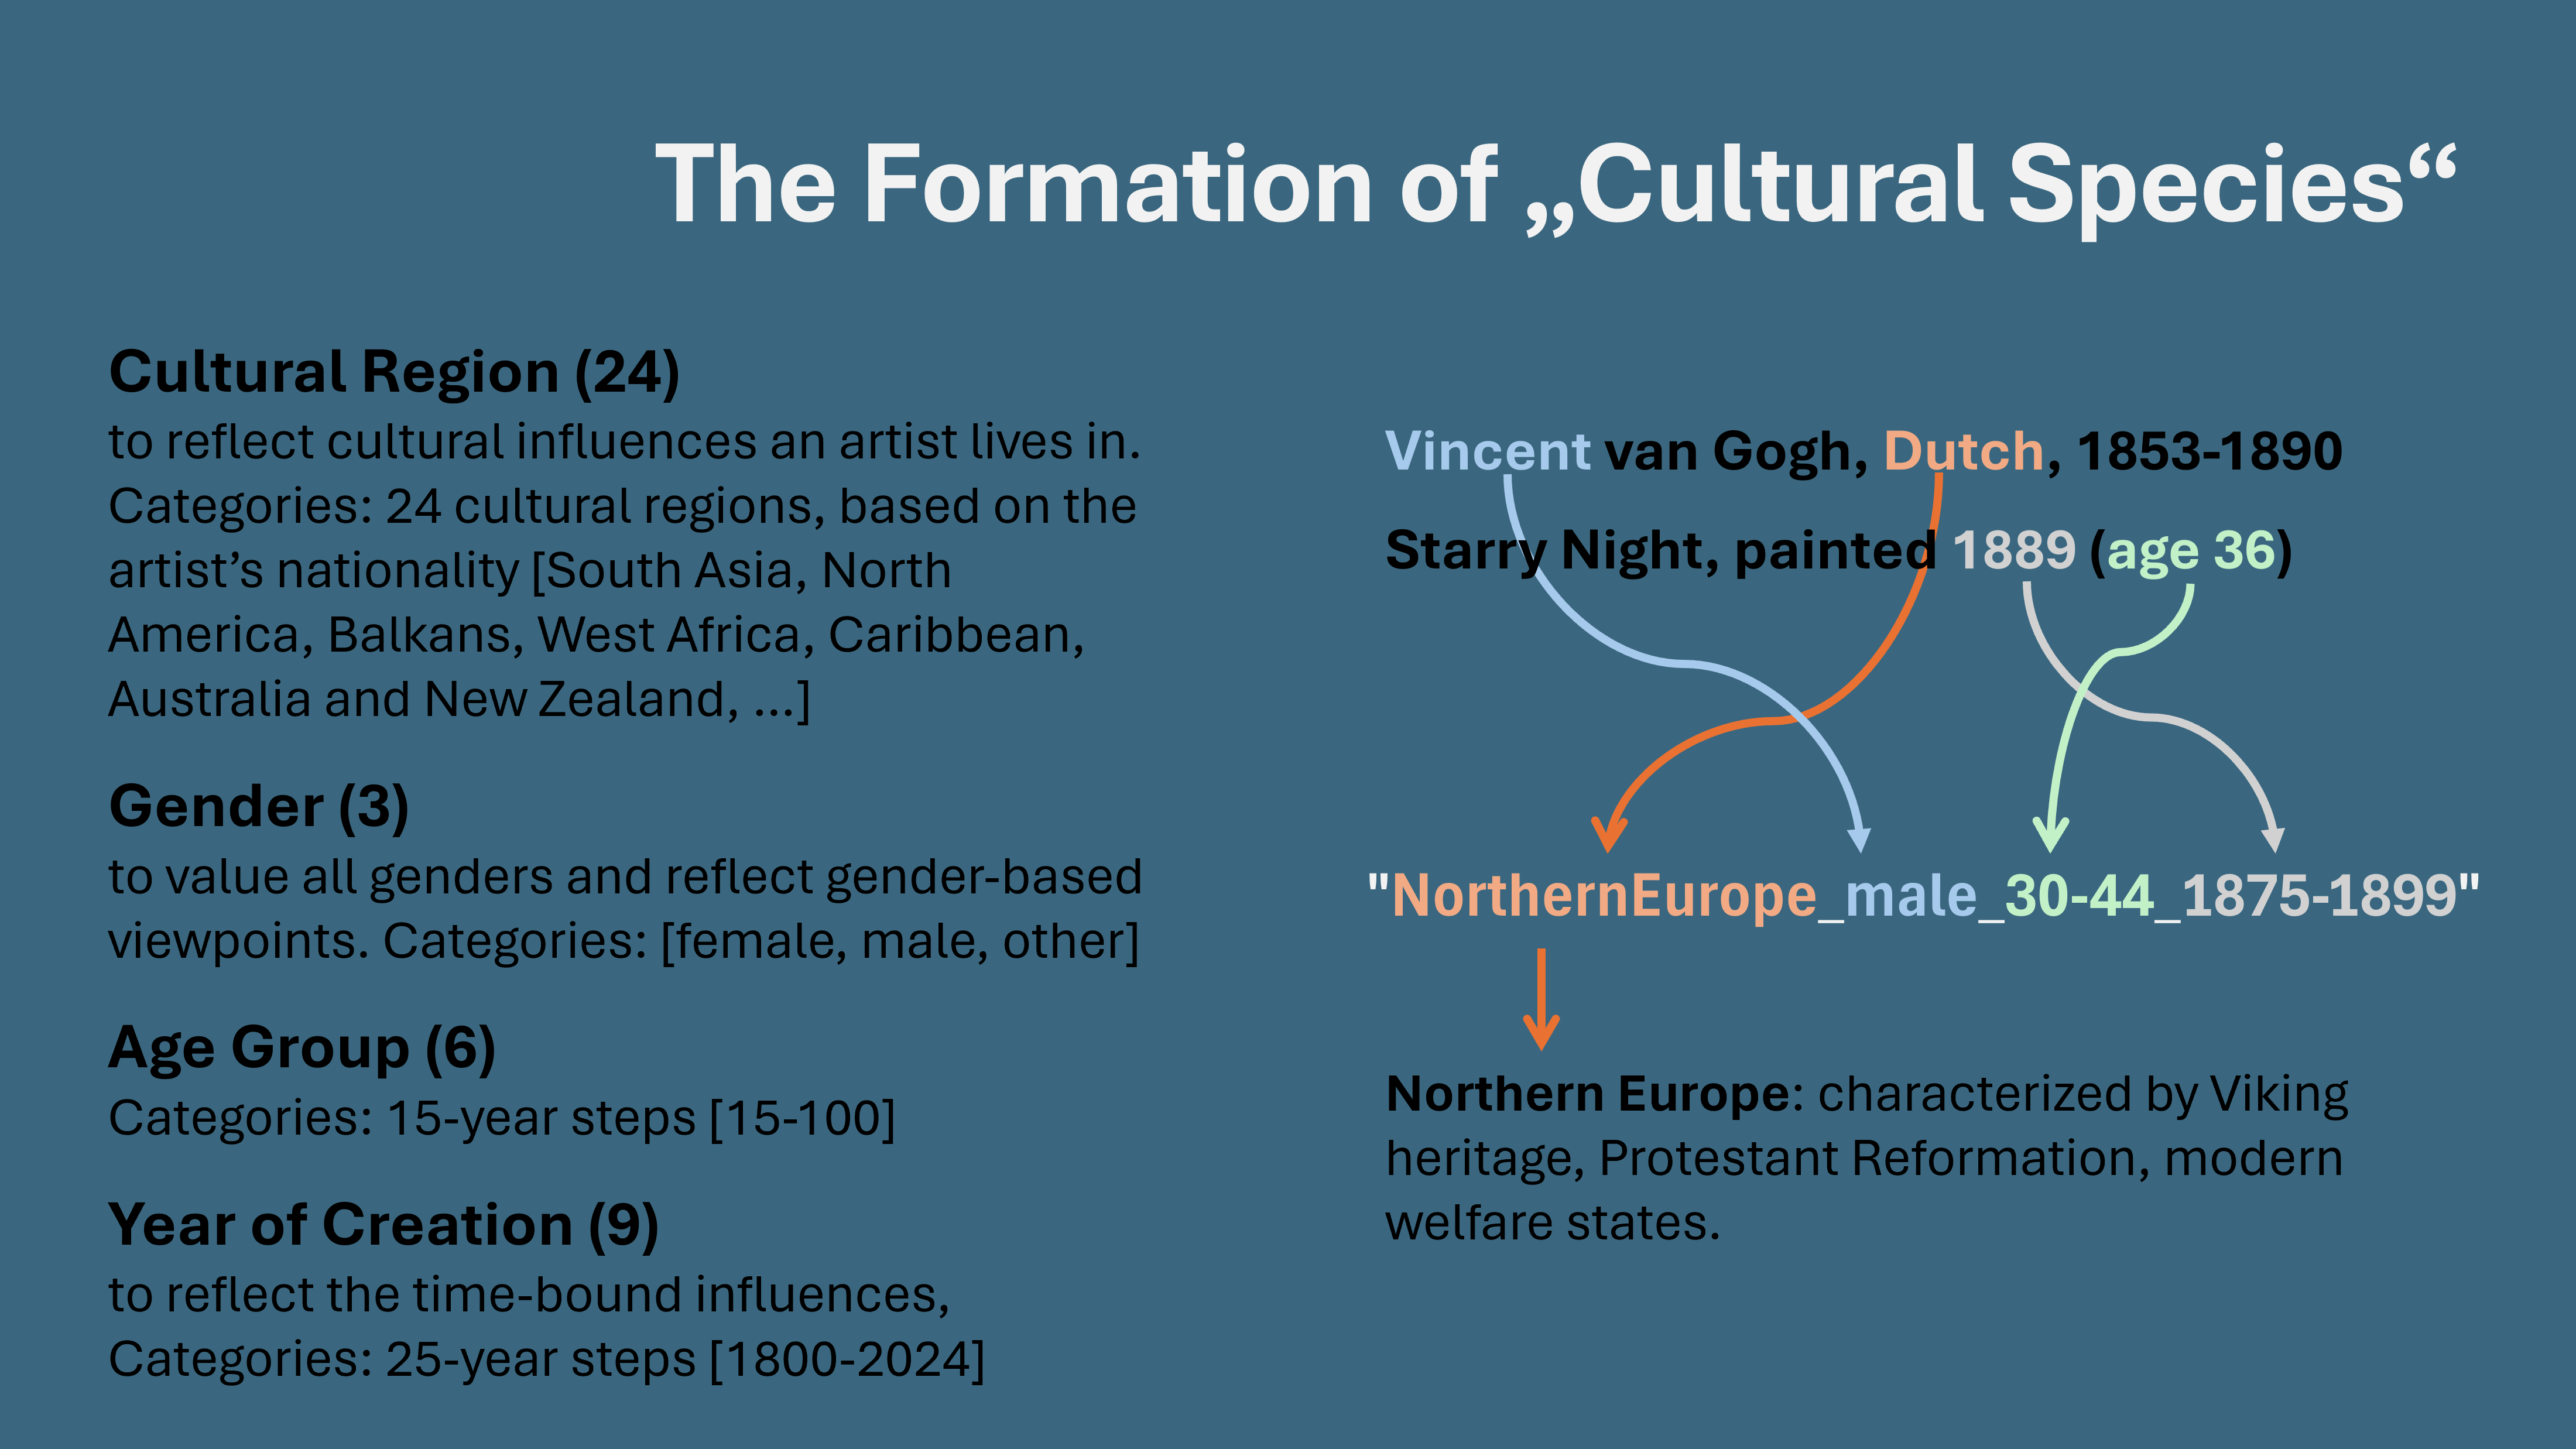 The Formation of „Cultural Species“
Cultural Region (24)
to reflect cultural influences an artist lives in.
Categories: 24 cultural regions, based on the
artist’s nationality [South Asia, North
America, Balkans, West Africa, Caribbean,
Australia and New Zealand, ...]
Gender (3)
to value all genders and reflect gender-based
viewpoints. Categories: [female, male, other]
Age Group (6)
Categories: 15-year steps [15-100]
Year of Creation (9)
to reflect the time-bound influences,
Categories: 25-year steps [1800-2024]
Vincent van Gogh, Dutch, 1853-1890
Starry Night, painted 1889 (age 36)
"NorthernEurope_male_30-44_1875-1899"
Northern Europe: characterized by Viking
heritage, Protestant Reformation, modern
welfare states.